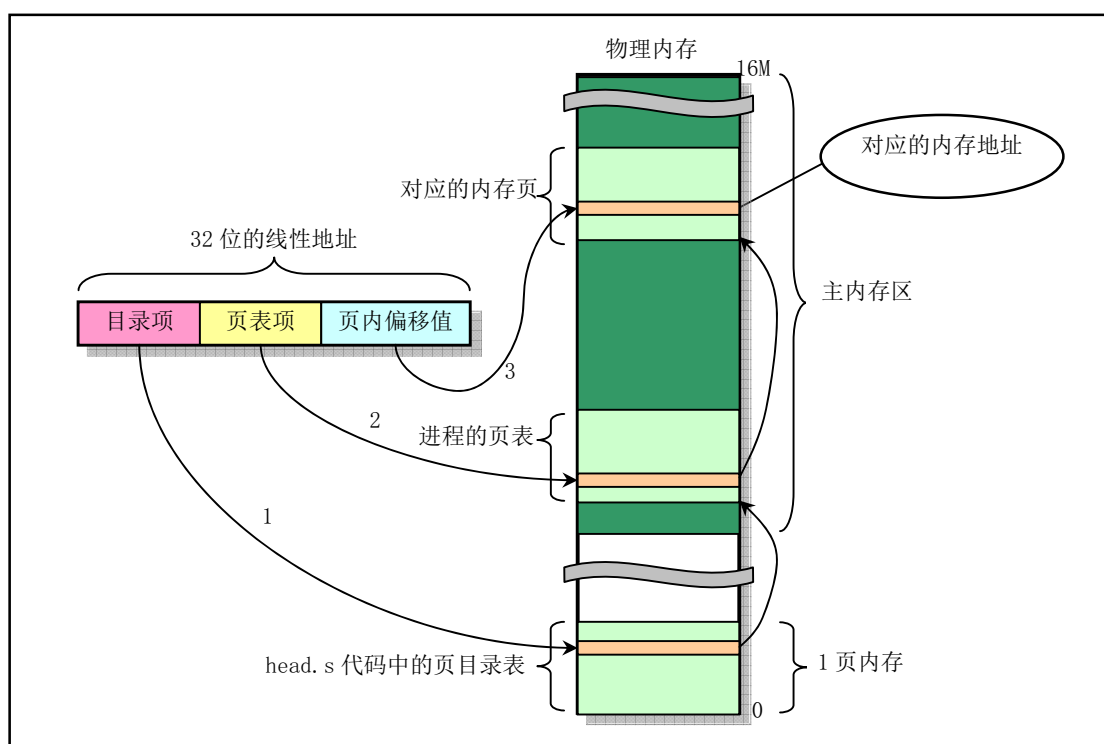 物理内存
16M
对应的内存地址
对应的内存页
32 位的线性地址
主内存区
目录项 页表项 页内偏移值
3
2
进程的页表
1
head.s 代码中的页目录表
1 页内存
0